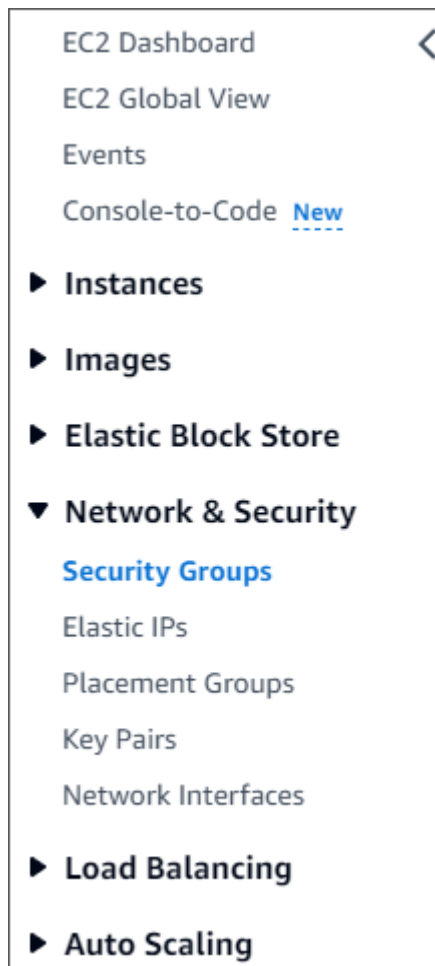 EC2 Dashboard
EC2 Global View
Events
Console-to-Code New
Instances
Images
Elastic Block Store
Network & Security
Security Groups
Elastic IPs
Placement Groups
Key Pairs
Network Interfaces
Load Balancing
Auto Scaling